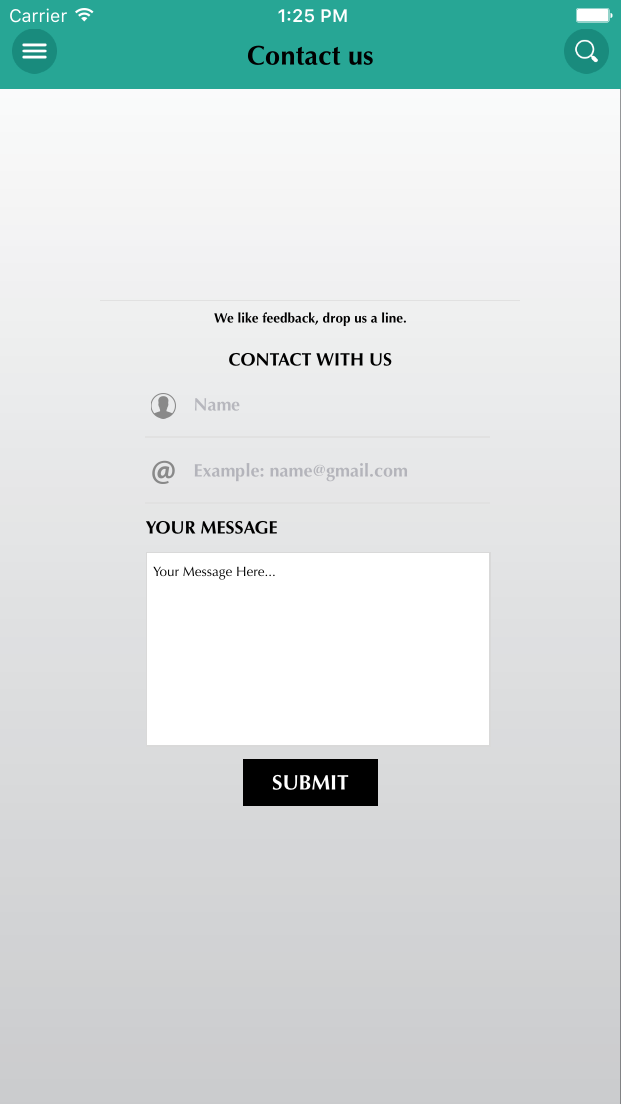 Carrier 1:25 PM
Contact us
We like feedback, drop us a line.
CONTACT WITH US
Name
@ Example: name@gmail.com
YOUR MESSAGE
Your Message Here...
SUBMIT